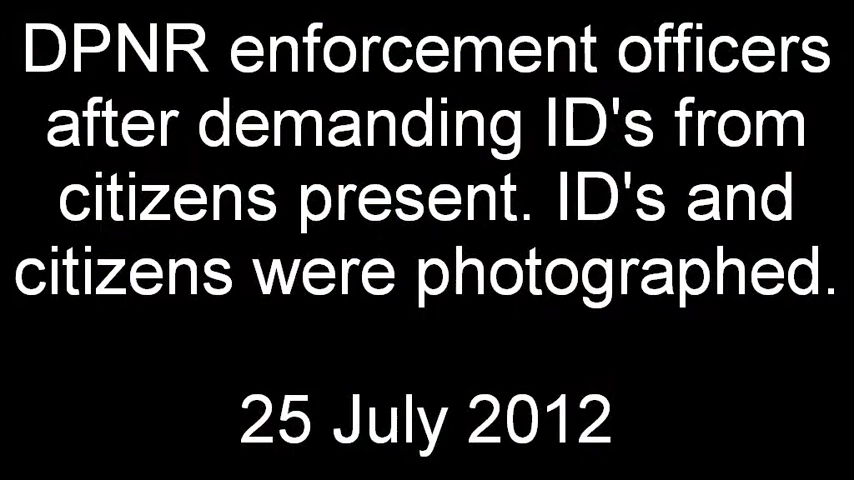 DPNR enforcement officers
after demanding ID's from
citizens present. ID's and
citizens were photographed.
25 July 2012